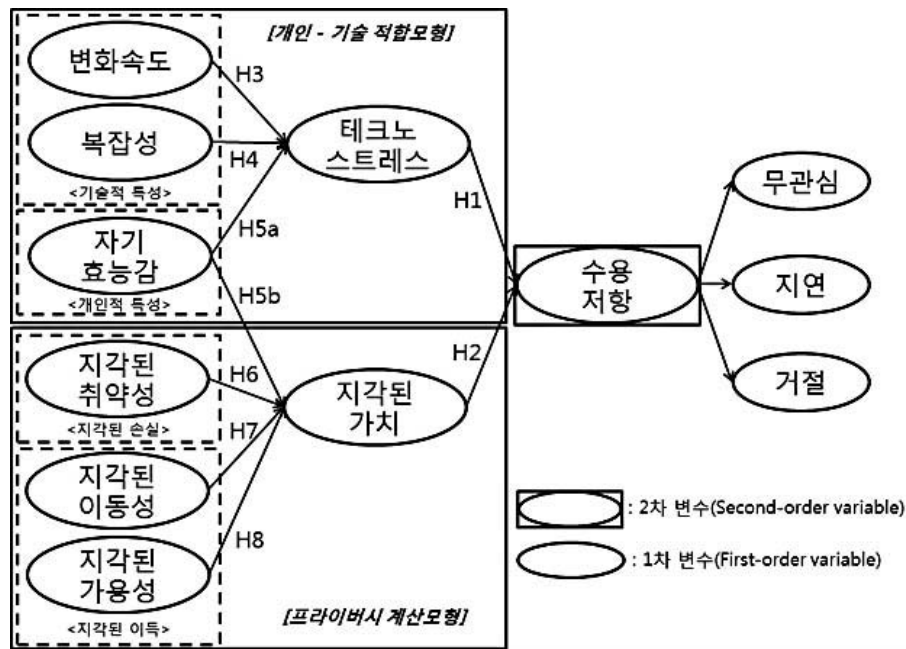 [개인 - 기술 적합모형]
변화속도
H3
복잡성
H4
<기술적 특성>
테크노
스트레스
H1
자기
효능감
H5a
H5b
<개인적 특성>
수용
저항
무관심
지연
거절
지각된
취약성
H6
<지각된 손실>
지각된
가치
H2
지각된
이동성
H7
지각된
가용성
H8
<지각된 이득>
[프라이버시 계산모형]
: 2차 변수(Second-order variable)
: 1차 변수(First-order variable)